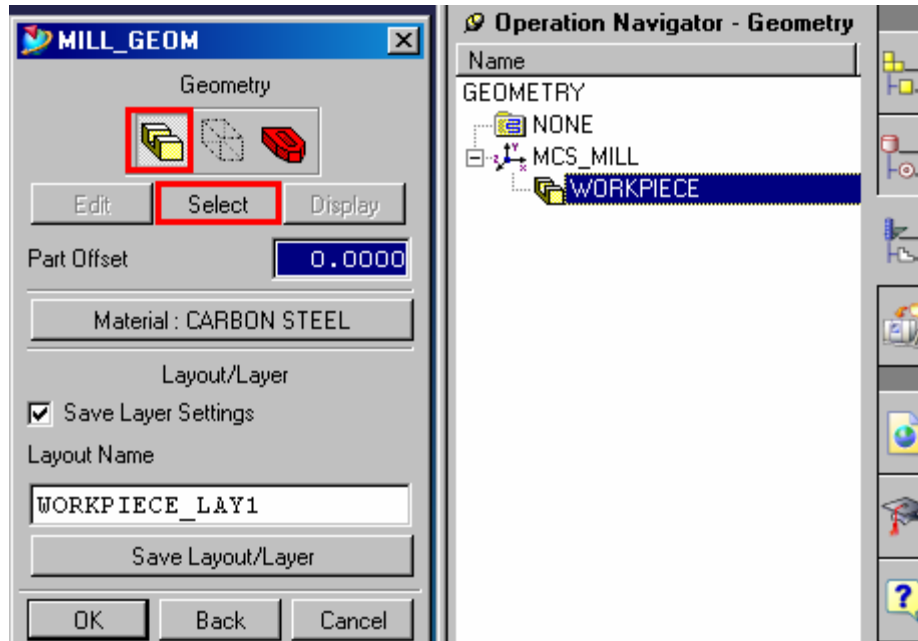 MILL_GEOM
Geometry
Edit Select Display
Part Offset 0.0000
Material : CARBON STEEL
Layout/Layer
Save Layer Settings
Layout Name
WORKPIECE_LAY1
Save Layout/Layer
OK Back Cancel
Operation Navigator - Geometry
Name
GEOMETRY
NONE
MCS_MILL
WORKPIECE